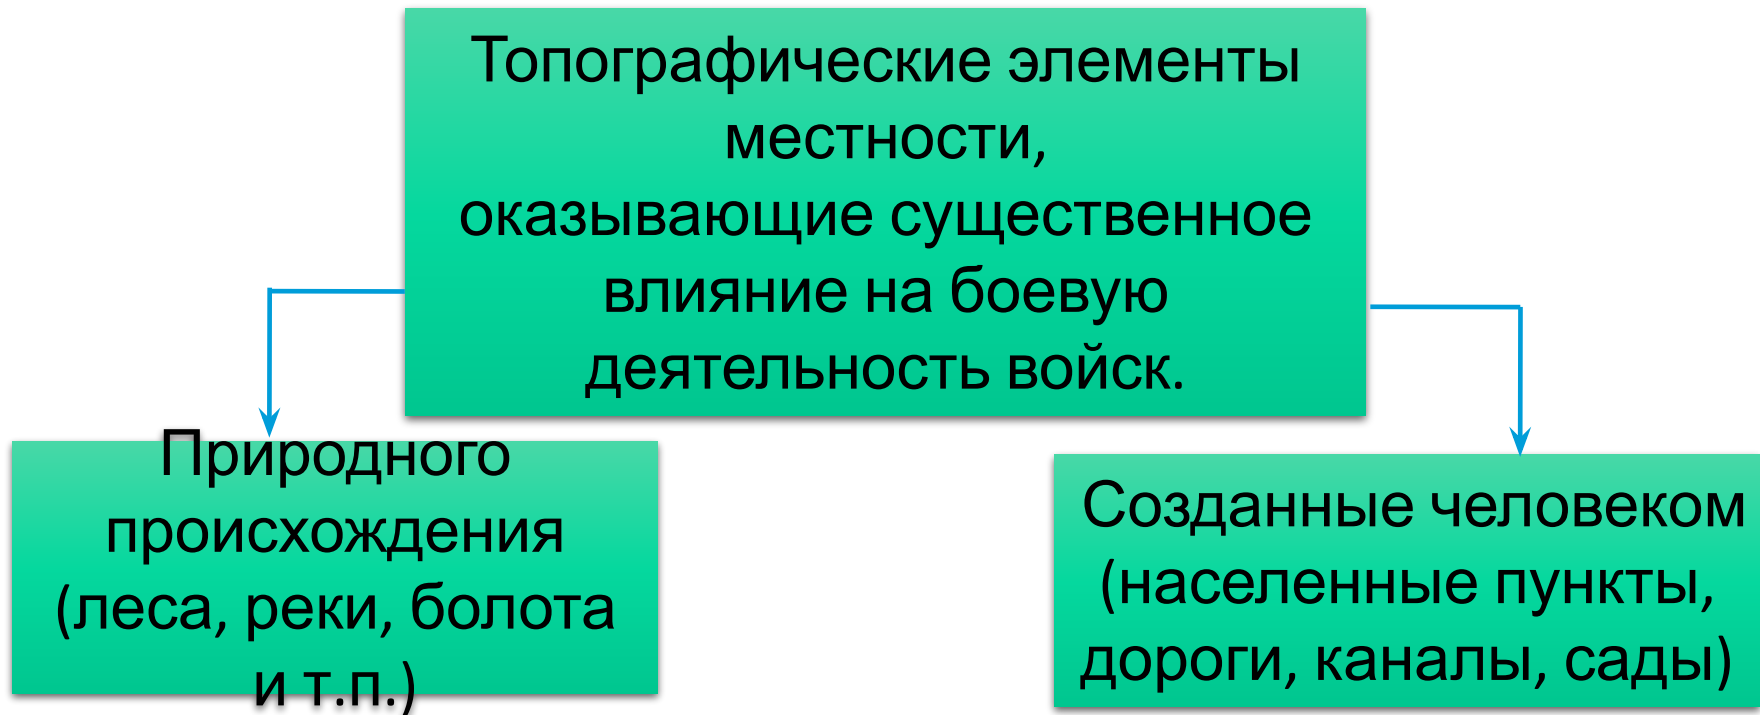 Топографические элементы
местности,
оказывающие существенное
влияние на боевую
деятельность войск.
Природного
происхождения
(леса, реки, болота
и т.п.)
Созданные человеком
(населенные пункты,
дороги, каналы, сады)